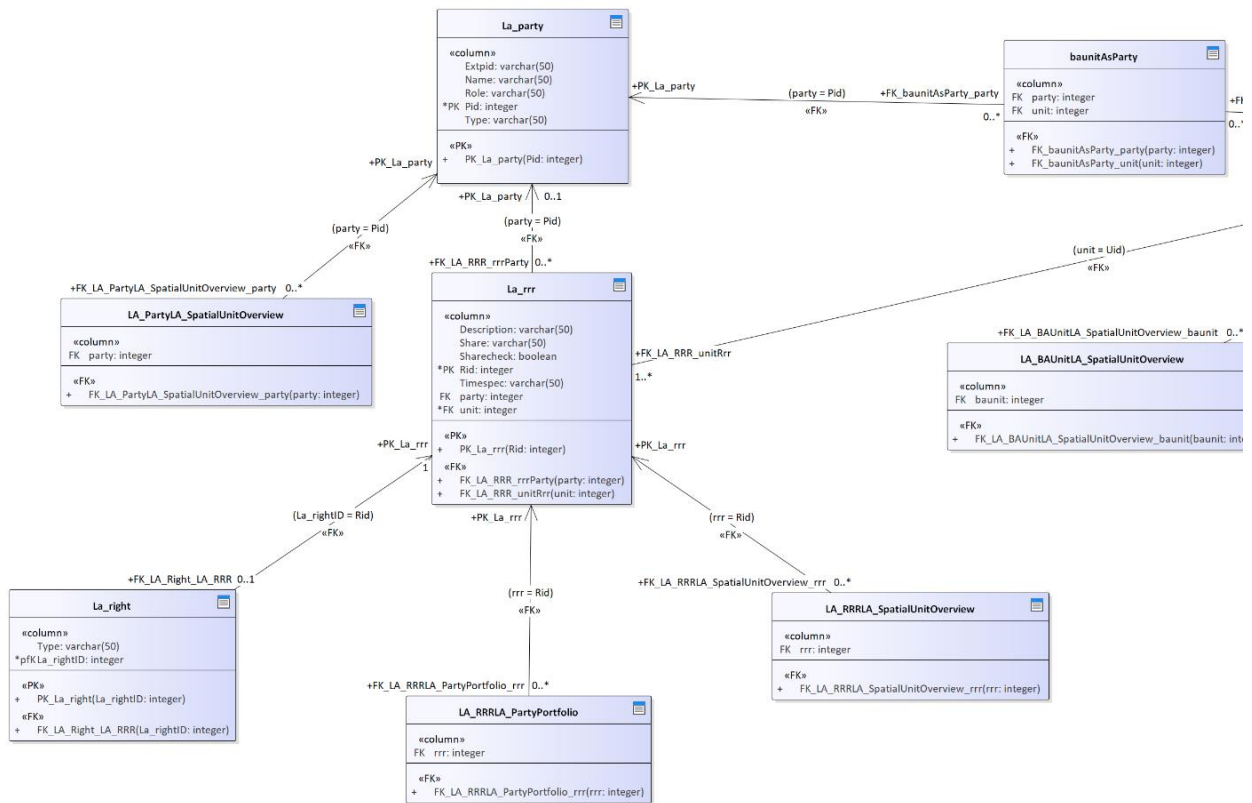 La_party
«column»
Extpid: varchar(50)
Name: varchar(50)
Role: varchar(50)
*PK Pid: integer
Type: varchar(50)
«PK»
+ PK_La_party(Pid: integer)
baunitAsParty
«column»
FK party: integer
FK unit: integer
«FK»
+ FK_baunitAsParty_party(party: integer)
+ FK_baunitAsParty_unit(unit: integer)
+PK_La_party
(party = Pid)
«FK»
+FK_baunitAsParty_party
0..*
+FK
0..*
+PK_La_party
(party = Pid)
«FK»
+FK_LA_PartyLA_SpatialUnitOverview_party 0..*
+PK_La_party 0..1
(party = Pid)
«FK»
+FK_LA_RRR_rrrParty 0..*
LA_PartyLA_SpatialUnitOverview
«column»
FK party: integer
«FK»
+ FK_LA_PartyLA_SpatialUnitOverview_party(party: integer)
La_rrr
«column»
Description: varchar(50)
Share: varchar(50)
Sharecheck: boolean
*PK Rid: integer
Timespec: varchar(50)
FK party: integer
*FK unit: integer
«PK»
+ PK_La_rrr(Rid: integer)
«FK»
+ FK_LA_RRR_rrrParty(party: integer)
+ FK_LA_RRR_unitRrr(unit: integer)
(unit = Uid)
«FK»
+FK_LA_RRR_unitRrr
1..*
+FK_LA_BAUnitLA_SpatialUnitOverview_baunit 0..*
LA_BAUnitLA_SpatialUnitOverview
«column»
FK baunit: integer
«FK»
+ FK_LA_BAUnitLA_SpatialUnitOverview_baunit(baunit: inte
+PK_La_rrr
1
(La_rightID = Rid)
«FK»
+FK_LA_Right_LA_RRR 0..1
+PK_La_rrr
(rrr = Rid)
«FK»
+FK_LA_RRRLA_PartyPortfolio_rrr 0..*
+PK_La_rrr
(rrr = Rid)
«FK»
+FK_LA_RRRLA_SpatialUnitOverview_rrr 0..*
La_right
«column»
Type: varchar(50)
*pfK La_rightID: integer
«PK»
+ PK_La_right(La_rightID: integer)
«FK»
+ FK_LA_Right_LA_RRR(La_rightID: integer)
LA_RRRLA_SpatialUnitOverview
«column»
FK rrr: integer
«FK»
+ FK_LA_RRRLA_SpatialUnitOverview_rrr(rrr: integer)
LA_RRRLA_PartyPortfolio
«column»
FK rrr: integer
«FK»
+ FK_LA_RRRLA_PartyPortfolio_rrr(rrr: integer)